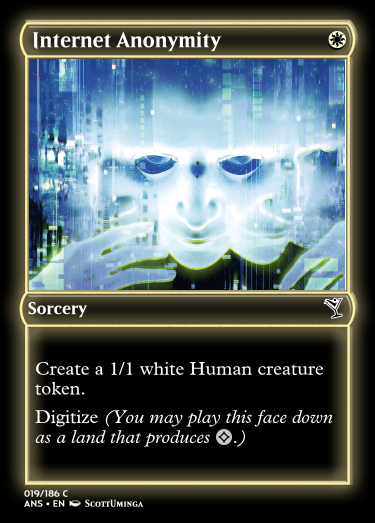 Internet Anonymity
Sorcery
Create a 1/1 white Human creature
token.
Digitize (You may play this face down
as a land that produces .)
019/186 C
ANS • EN ScottUminga